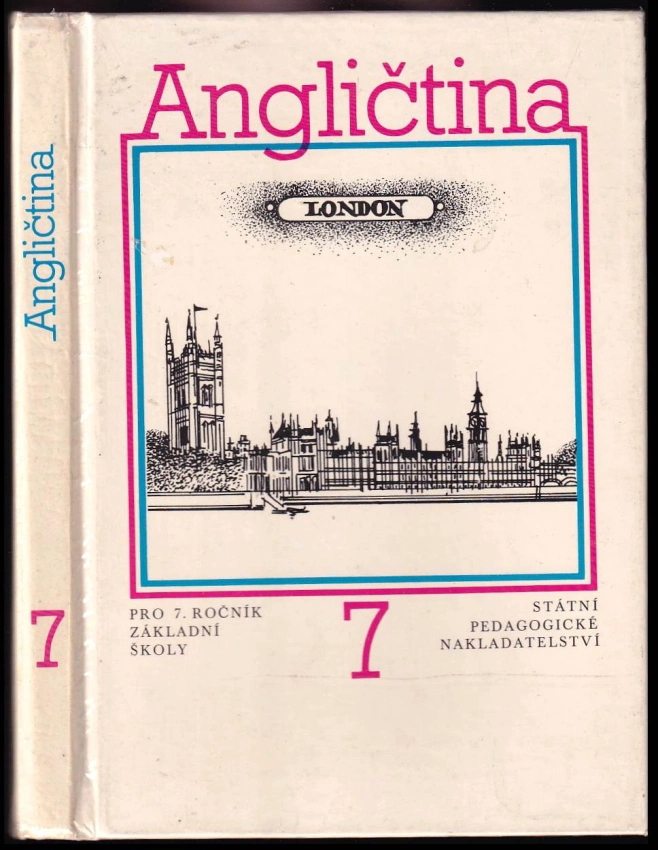 Angličtina
LONDON
PRO 7. ROČNÍK
ZÁKLADNÍ
ŠKOLY
7
STÁTNÍ
PEDAGOGICKÉ
NAKLADATELSTVÍ
Angličtina
7